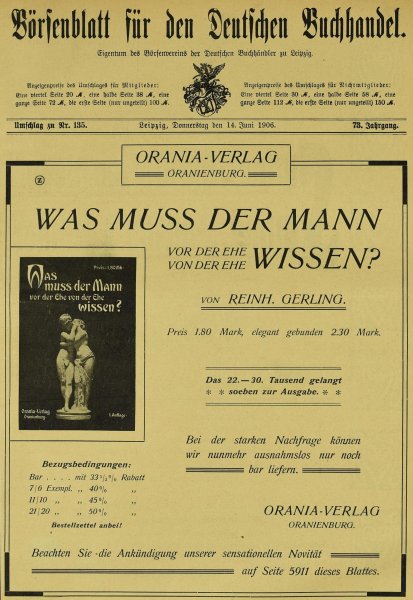 Börsenblatt für den Deutschen Buchhandel.
Eigentum des Börsenvereins der Deutschen Buchhändler zu Leipzig.
Anzeigenpreise des Umschlages für Mitglieder:
Eine viertel Seite 20 ℳ, eine halbe Seite 38 ℳ, eine
ganze Seite 72 ℳ, die erste Seite (nur ungeteilt) 100 ℳ.
Anzeigenpreise des Umschlages für Nichtmitglieder:
Eine viertel Seite 30 ℳ, eine halbe Seite 58 ℳ, eine
ganze Seite 112 ℳ, die erste Seite (nur ungeteilt) 150 ℳ.
Umschlag zu Nr. 135.
Leipzig, Donnerstag den 14. Juni 1906.
73. Jahrgang.
ORANIA-VERLAG
ORANIENBURG.
Z
WAS MUSS DER MANN
VOR DER EHE
VON DER EHE
WISSEN?
VON REINH. GERLING.
Preis 1.80 Mark, elegant gebunden 2.30 Mark.
Preis: 1,80 Mk.
Was
muss der Mann
vor der Ehe von der Ehe
wissen?
Orania-Verlag
Oranienburg
1. Auflage
Das 22.—30. Tausend gelangt
* * soeben zur Ausgabe. * *
Bei der starken Nachfrage können
wir nunmehr ausnahmslos nur noch
bar liefern.
Bezugsbedingungen:
Bar . . . . mit 33⅓% Rabatt
7/6 Exempl. „ 40% „
11/10 „ „ 45% „
21/20 „ „ 50% „
Bestellzettel anbei!
ORANIA-VERLAG
ORANIENBURG.
Beachten Sie die Ankündigung unserer sensationellen Novität
auf Seite 5911 dieses Blattes.